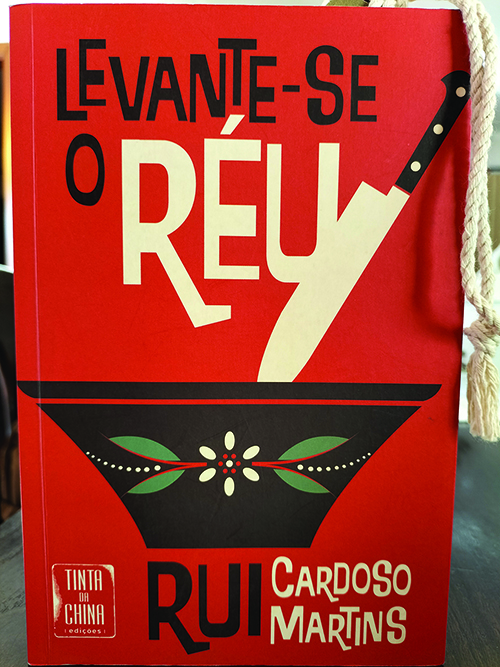 LEVANTE-SE
O RÉU
TINTA
DA
CHINA
| edições |
RUI CARDOSO
MARTINS